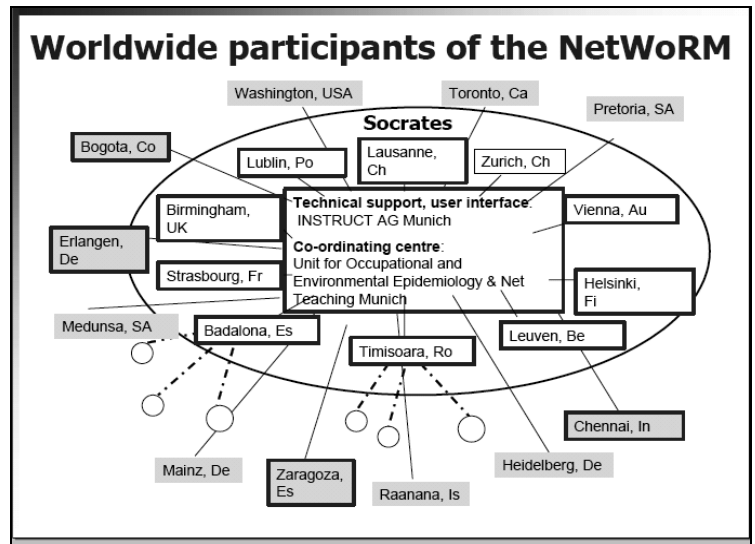 Worldwide participants of the NetWoRM
Washington, USA
Toronto, Ca
Pretoria, SA
Socrates
Bogota, Co
Lublin, Po
Lausanne,
Ch
Zurich, Ch
Birmingham,
UK
Technical support, user interface:
INSTRUCT AG Munich
Vienna, Au
Erlangen,
De
Co-ordinating centre:
Unit for Occupational and
Environmental Epidemiology & Net
Teaching Munich
Strasbourg, Fr
Helsinki,
Fi
Medunsa, SA
Badalona, Es
Timisoara, Ro
Leuven, Be
Chennai, In
Mainz, De
Zaragoza,
Es
Raanana, Is
Heidelberg, De